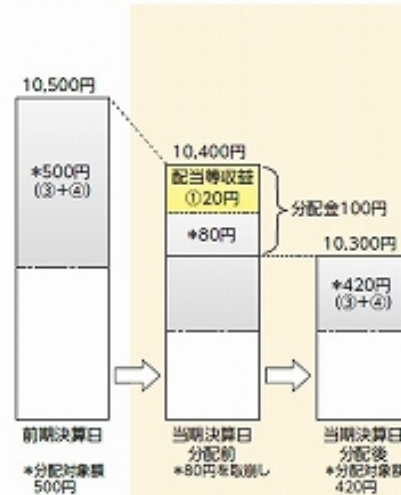 10,500円
*500円
(③+④)
10,400円
配当等収益
①20円
*80円
分配金100円
10,300円
*420円
(③+④)
前期決算日
*分配対象額
500円
当期決算日
分配前
*80円を取崩し
当期決算日
分配後
*分配対象額
420円